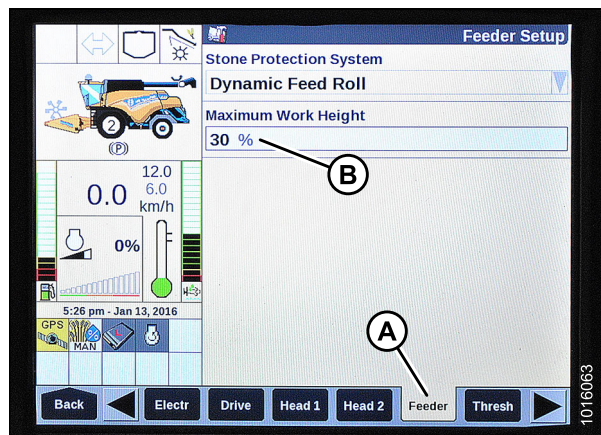 Feeder Setup
Stone Protection System
Dynamic Feed Roll
Maximum Work Height
30 %
B
2
(P)
12.0
0.0 6.0
km/h
0%
5:26 pm - Jan 13, 2016
GPS
MAN
A
Back Electr Drive Head 1 Head 2 Feeder Thresh
1016063